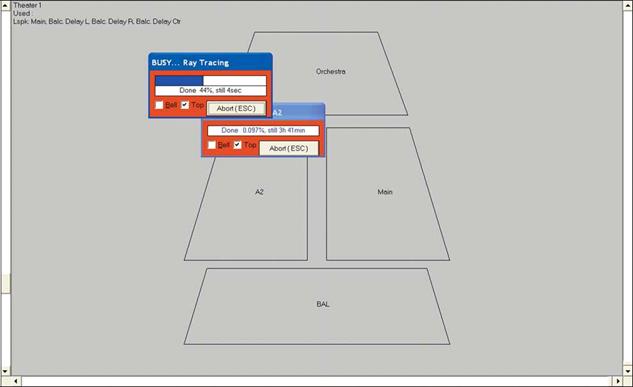 Theater 1
Used :
Lspk: Main, Balc. Delay L, Balc. Delay R, Balc. Delay Ctr
Orchestra
BUSY... Ray Tracing
Done 44%, still 4sec
Bell Top Abort (ESC)
A2
Done 0.097%, still 3h 41min
Bell Top Abort (ESC)
A2
Main
BAL